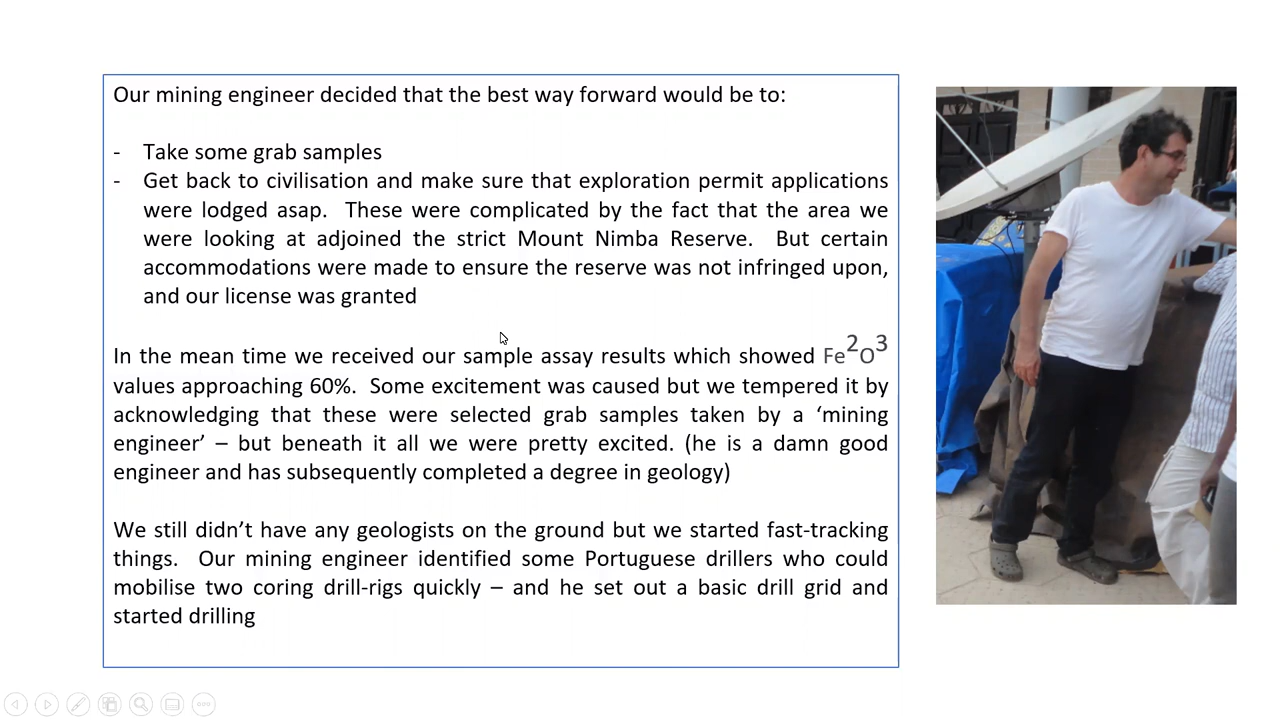 Our mining engineer decided that the best way forward would be to:
- Take some grab samples
- Get back to civilisation and make sure that exploration permit applications
were lodged asap. These were complicated by the fact that the area we
were looking at adjoined the strict Mount Nimba Reserve. But certain
accommodations were made to ensure the reserve was not infringed upon,
and our license was granted
In the mean time we received our sample assay results which showed Fe²O³
values approaching 60%. Some excitement was caused but we tempered it by
acknowledging that these were selected grab samples taken by a ‘mining
engineer’ – but beneath it all we were pretty excited. (he is a damn good
engineer and has subsequently completed a degree in geology)
We still didn’t have any geologists on the ground but we started fast-tracking
things. Our mining engineer identified some Portuguese drillers who could
mobilise two coring drill-rigs quickly – and he set out a basic drill grid and
started drilling